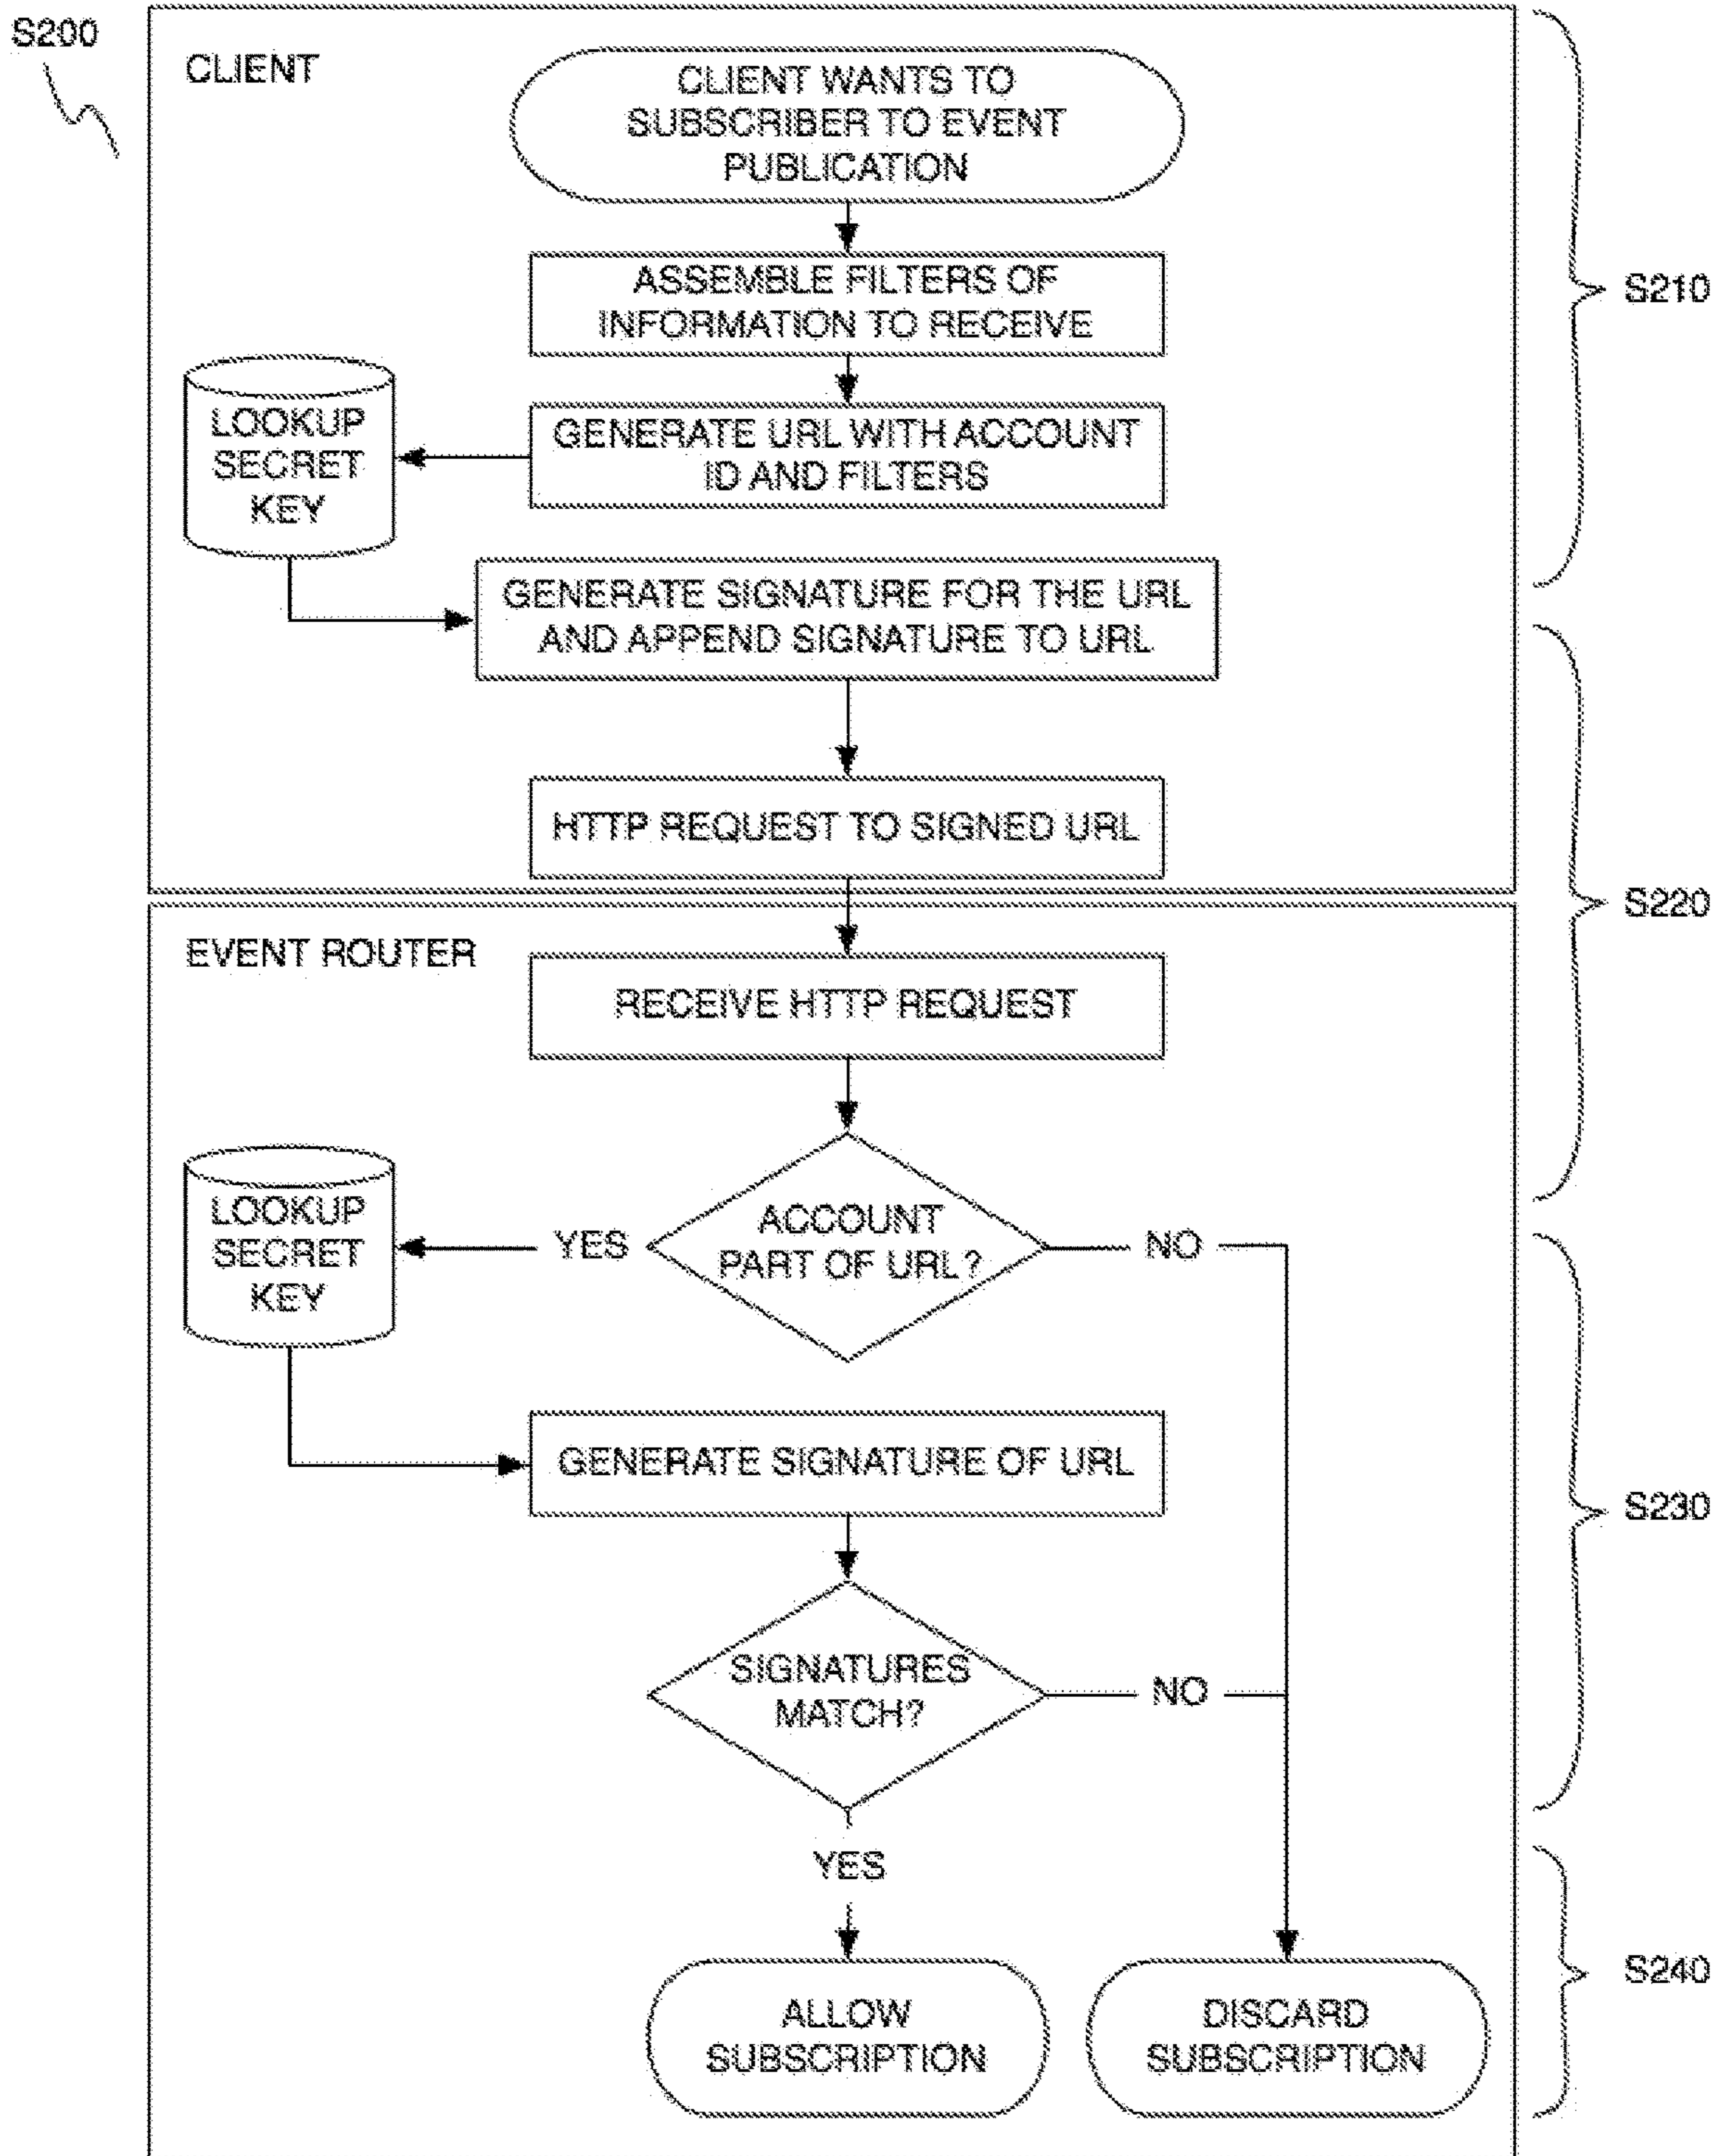 S200
CLIENT
CLIENT WANTS TO
SUBSCRIBER TO EVENT
PUBLICATION
ASSEMBLE FILTERS OF
INFORMATION TO RECEIVE
S210
LOOKUP
SECRET
KEY
GENERATE URL WITH ACCOUNT
ID AND FILTERS
GENERATE SIGNATURE FOR THE URL
AND APPEND SIGNATURE TO URL
HTTP REQUEST TO SIGNED URL
S220
EVENT ROUTER
RECEIVE HTTP REQUEST
LOOKUP
SECRET
KEY
YES
ACCOUNT
PART OF URL?
NO
GENERATE SIGNATURE OF URL
S230
SIGNATURES
MATCH?
NO
YES
S240
ALLOW
SUBSCRIPTION
DISCARD
SUBSCRIPTION